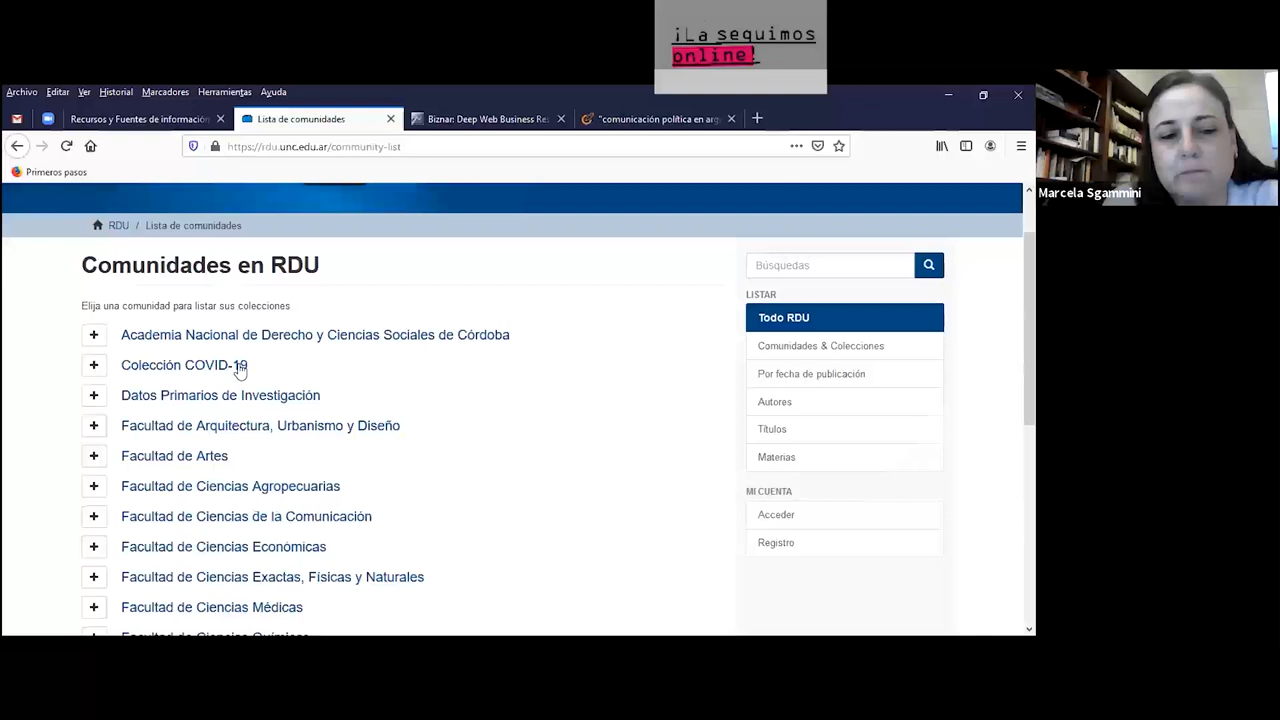 ¡La seguimos
online!
Archivo Editar Ver Historial Marcadores Herramientas Ayuda
Recursos y Fuentes de información
Lista de comunidades
Biznar: Deep Web Business Re
"comunicación política en arg
https://rdu.unc.edu.ar/community-list
Primeros pasos
Marcela Sgammini
RDU / Lista de comunidades
Comunidades en RDU
Elija una comunidad para listar sus colecciones
Academia Nacional de Derecho y Ciencias Sociales de Córdoba
Colección COVID-19
Datos Primarios de Investigación
Facultad de Arquitectura, Urbanismo y Diseño
Facultad de Artes
Facultad de Ciencias Agropecuarias
Facultad de Ciencias de la Comunicación
Facultad de Ciencias Económicas
Facultad de Ciencias Exactas, Físicas y Naturales
Facultad de Ciencias Médicas
Facultad de Ciencias Químicas
Búsquedas
LISTAR
Todo RDU
Comunidades & Colecciones
Por fecha de publicación
Autores
Títulos
Materias
MI CUENTA
Acceder
Registro